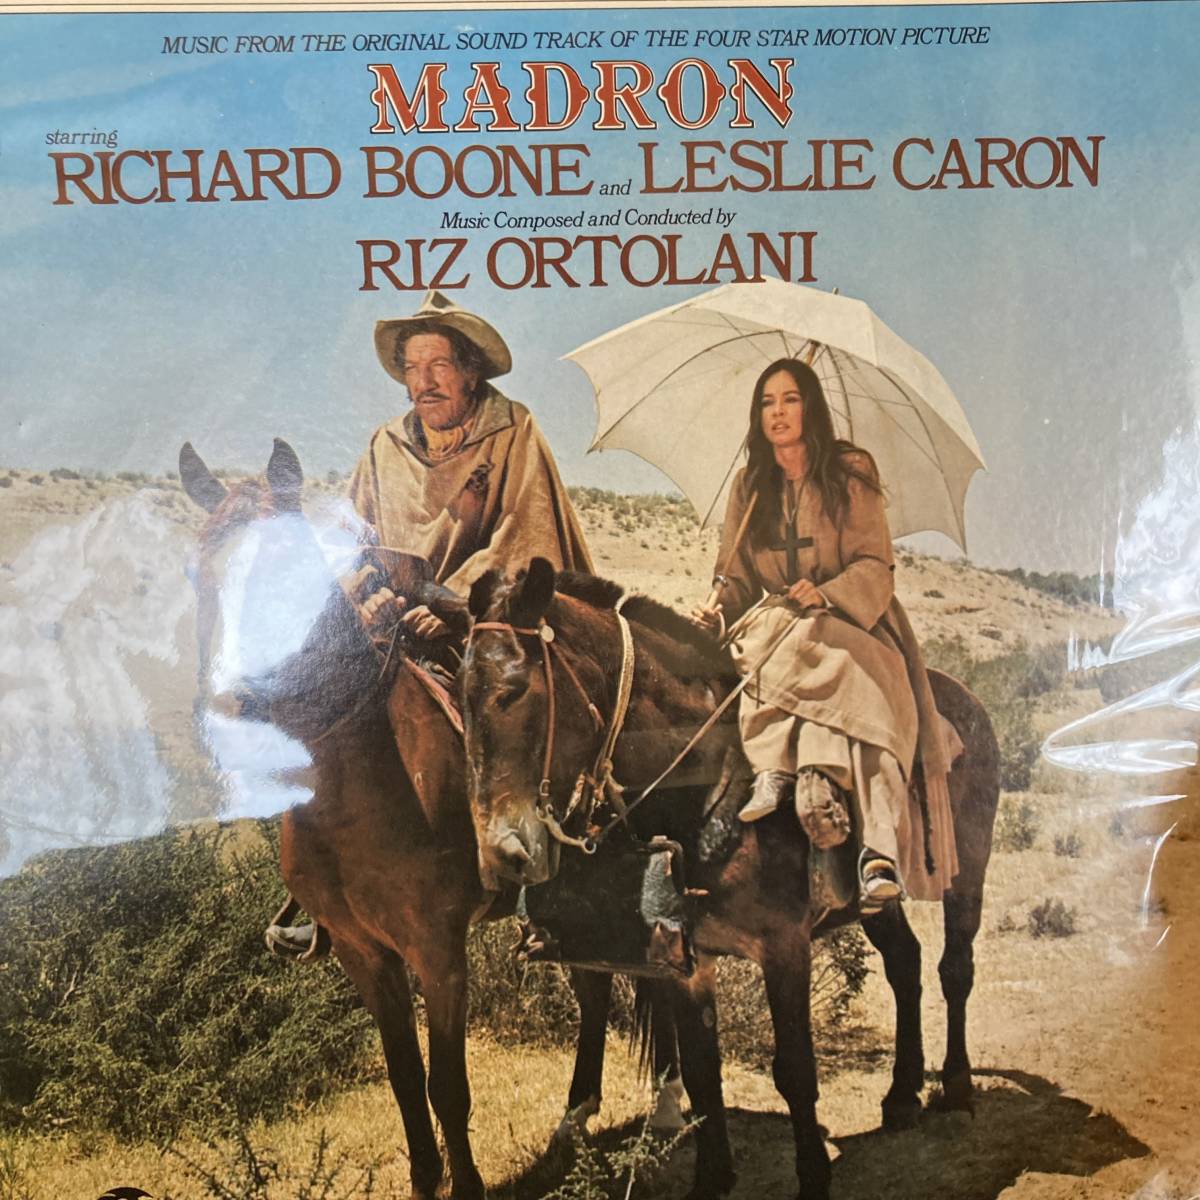 MUSIC FROM THE ORIGINAL SOUND TRACK OF THE FOUR STAR MOTION PICTURE
MADRON
starring
RICHARD BOONE and LESLIE CARON
Music Composed and Conducted by
RIZ ORTOLANI